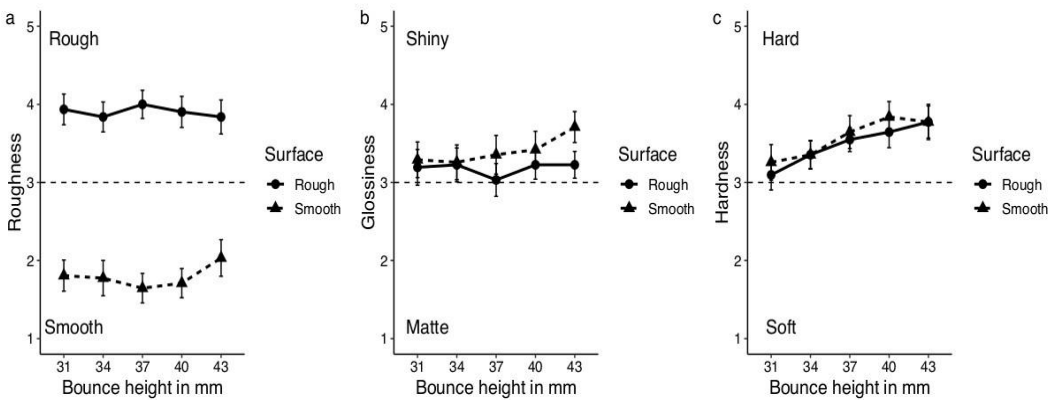 a
5
Rough
4
3
2
Smooth
1
31 34 37 40 43
Bounce height in mm
Roughness
Surface
Rough
Smooth
b
5
Shiny
4
3
2
Matte
1
31 34 37 40 43
Bounce height in mm
Glossiness
Surface
Rough
Smooth
c
5
Hard
4
3
2
Soft
1
31 34 37 40 43
Bounce height in mm
Hardness
Surface
Rough
Smooth